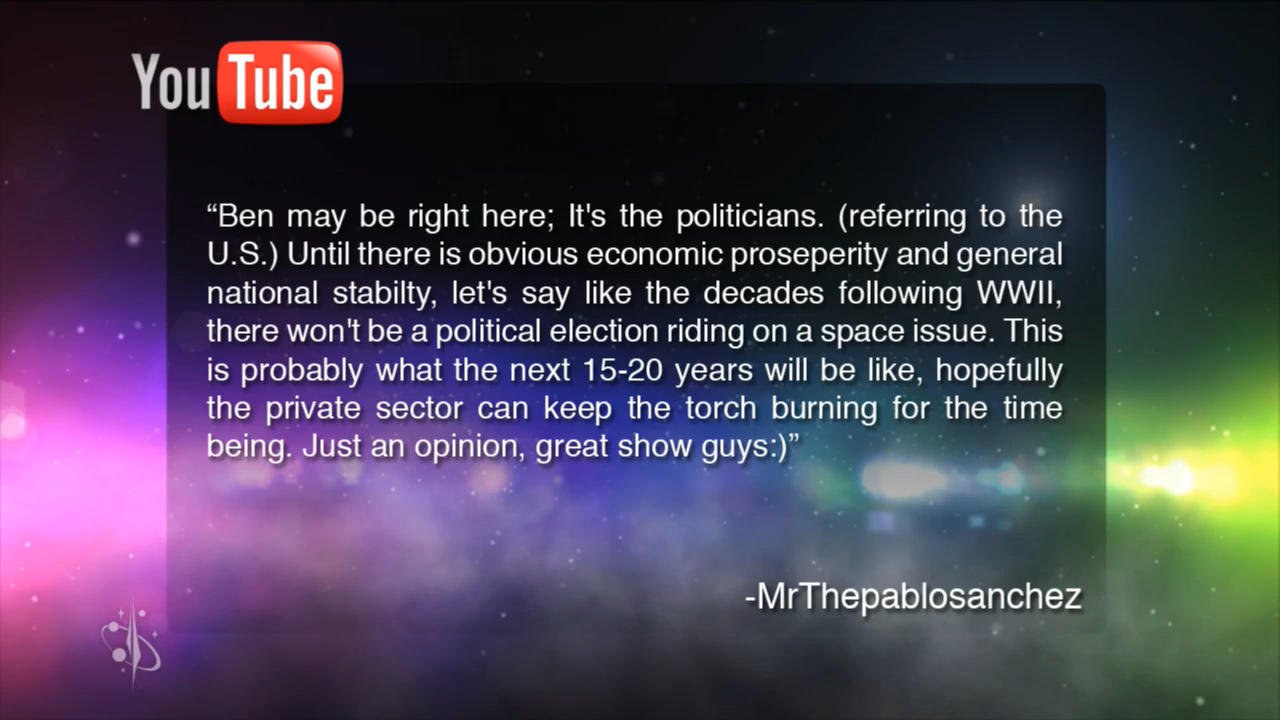 YouTube
“Ben may be right here; It's the politicians. (referring to the
U.S.) Until there is obvious economic proseperity and general
national stabilty, let's say like the decades following WWII,
there won't be a political election riding on a space issue. This
is probably what the next 15-20 years will be like, hopefully
the private sector can keep the torch burning for the time
being. Just an opinion, great show guys:)”
-MrThepablosanchez